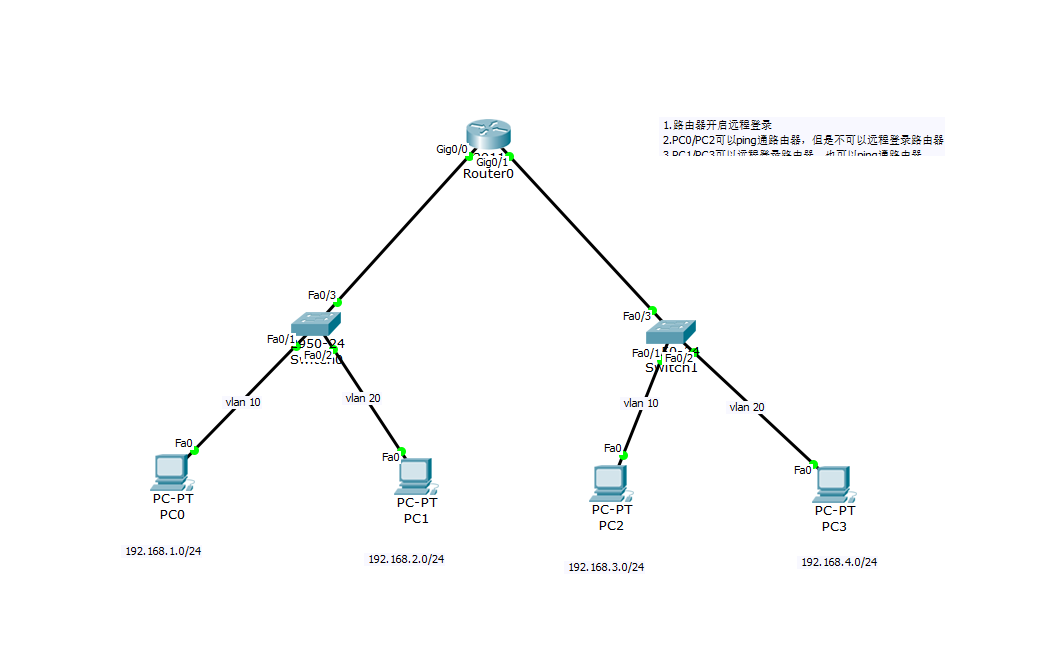 1.路由器开启远程登录
2.PC0/PC2可以ping通路由器，但是不可以远程登录路由器
3.PC1/PC3可以远程登录路由器，也可以ping通路由器
Gig0/0
Gig0/1
Router0
Fa0/3
Fa0/1
950-24
Fa0/2
Switch0
Fa0/3
Fa0/1
Fa0/2
Switch1
vlan 10
vlan 20
vlan 10
vlan 20
Fa0
PC-PT
PC0
Fa0
PC-PT
PC1
Fa0
PC-PT
PC2
Fa0
PC-PT
PC3
192.168.1.0/24
192.168.2.0/24
192.168.3.0/24
192.168.4.0/24